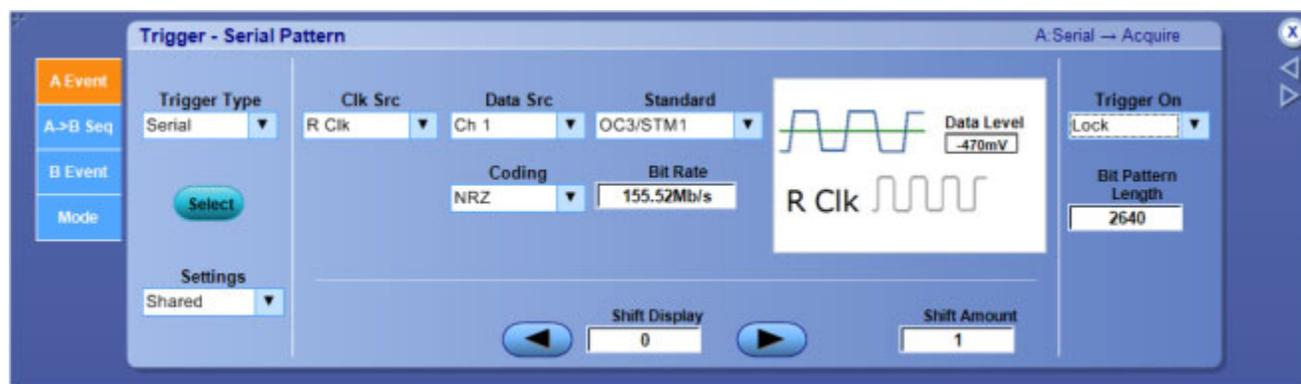 Trigger - Serial Pattern
A:Serial → Acquire
X
A Event
A->B Seq
B Event
Mode
Trigger Type
Serial
Select
Settings
Shared
Clk Src
R Clk
Data Src
Ch 1
Standard
OC3/STM1
Coding
NRZ
Bit Rate
155.52Mb/s
Data Level
-470mV
R Clk
Trigger On
Lock
Bit Pattern
Length
2640
Shift Display
0
Shift Amount
1